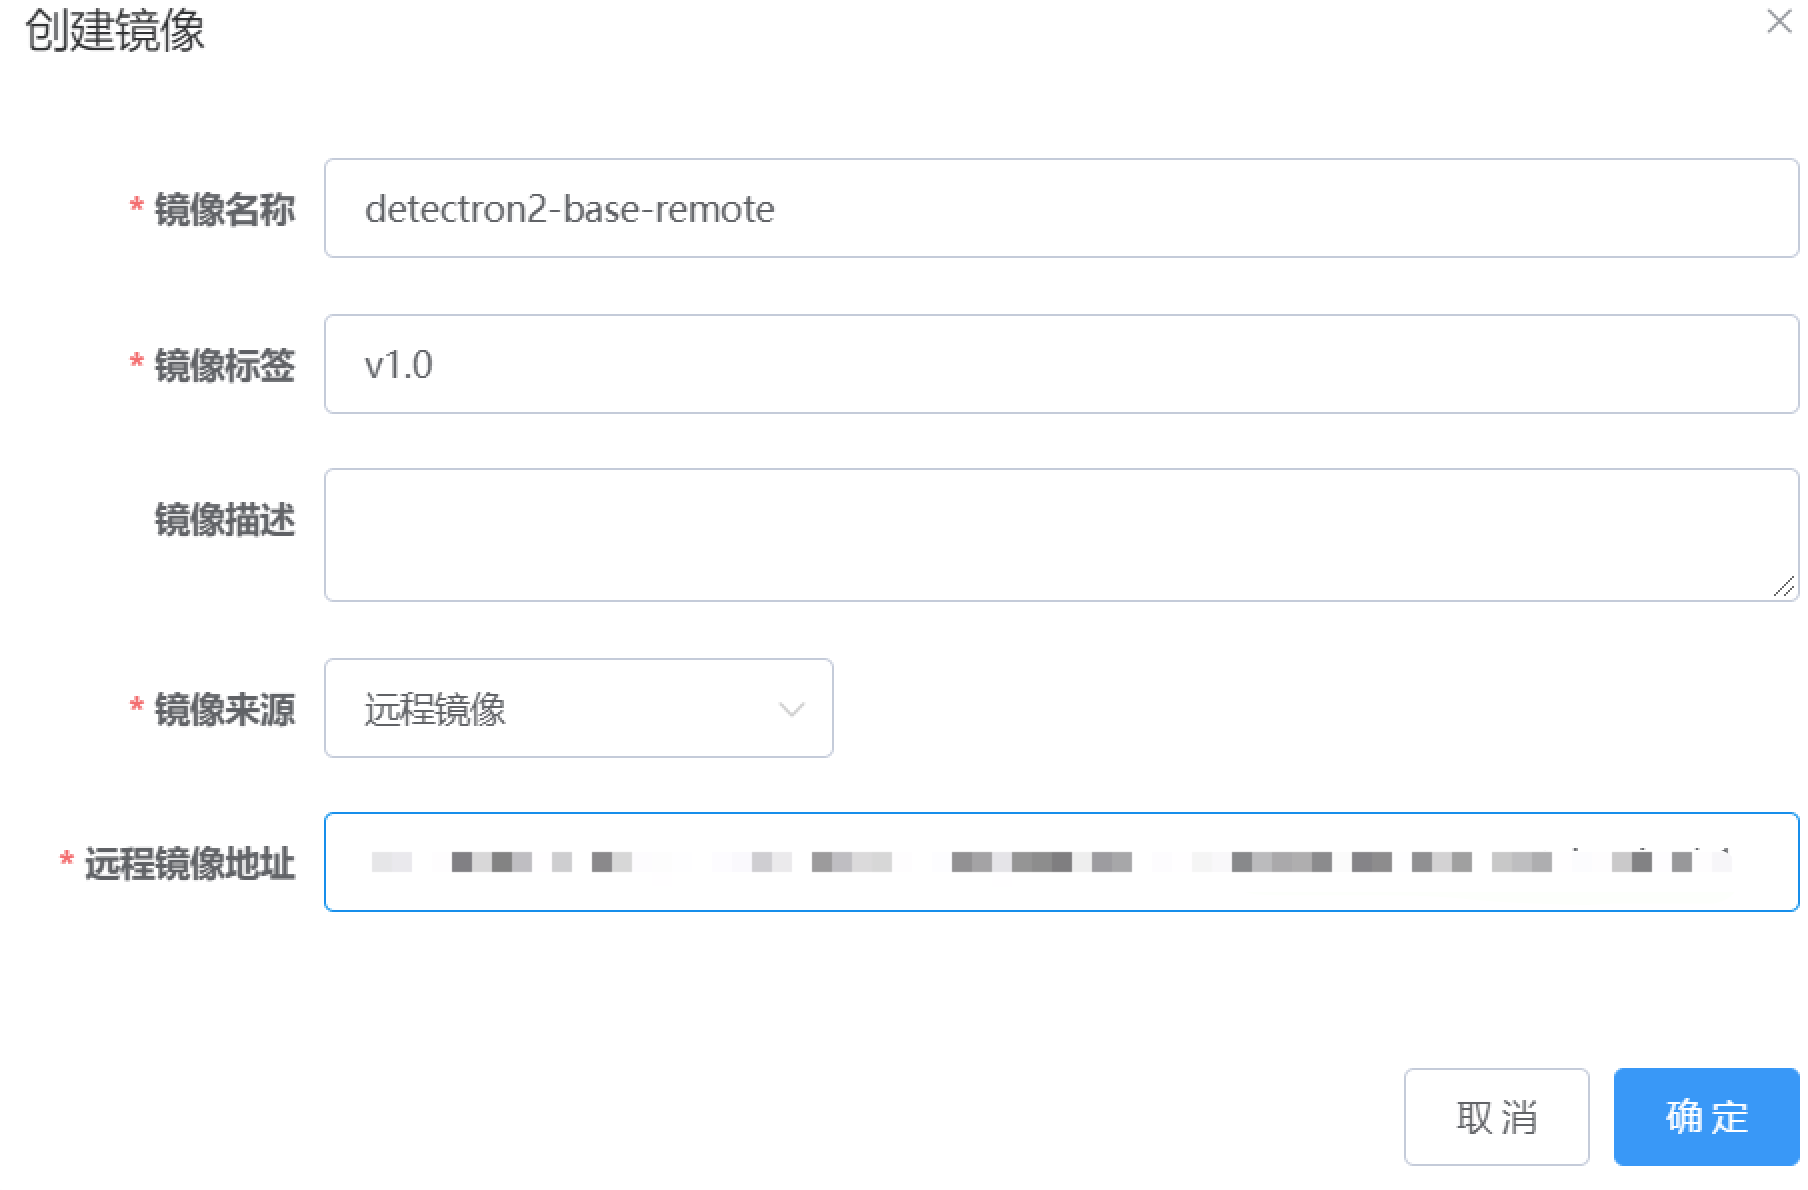 创建镜像
* 镜像名称 detectron2-base-remote
* 镜像标签 v1.0
镜像描述
* 镜像来源 远程镜像
* 远程镜像地址
取消 确定